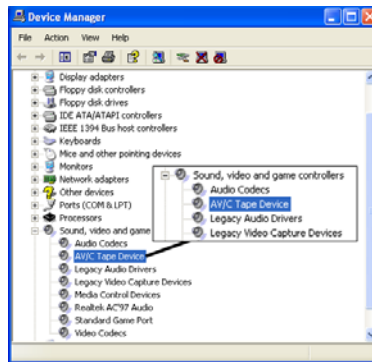 Device Manager
File Action View Help
Display adapters
Floppy disk controllers
Floppy disk drives
IDE ATA/ATAPI controllers
IEEE 1394 Bus host controllers
Keyboards
Mice and other pointing devices
Monitors
Network adapters
Other devices
Ports (COM & LPT)
Processors
Sound, video and game
Audio Codecs
AV/C Tape Device
Legacy Audio Drivers
Legacy Video Capture Devices
Media Control Devices
Realtek AC'97 Audio
Standard Game Port
Video Codecs
Sound, video and game controllers
Audio Codecs
AV/C Tape Device
Legacy Audio Drivers
Legacy Video Capture Devices